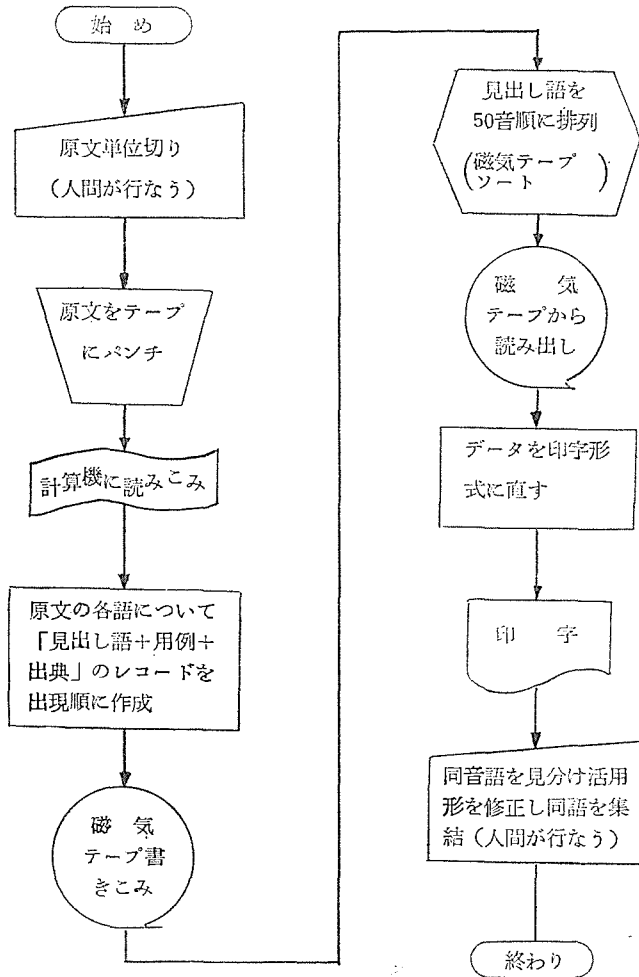 始め
原文単位切り
（人間が行なう）
原文をテープ
にパンチ
計算機に読みこみ
原文の各語について
「見出し語＋用例＋
出典」のレコードを
出現順に作成
磁気
テープ書
きこみ
見出し語を
50音順に排列
（磁気テープ
ソート）
磁気
テープから
読み出し
データを印字形
式に直す
印字
同音語を見分け活用
形を修正し同語を集
結（人間が行なう）
終わり